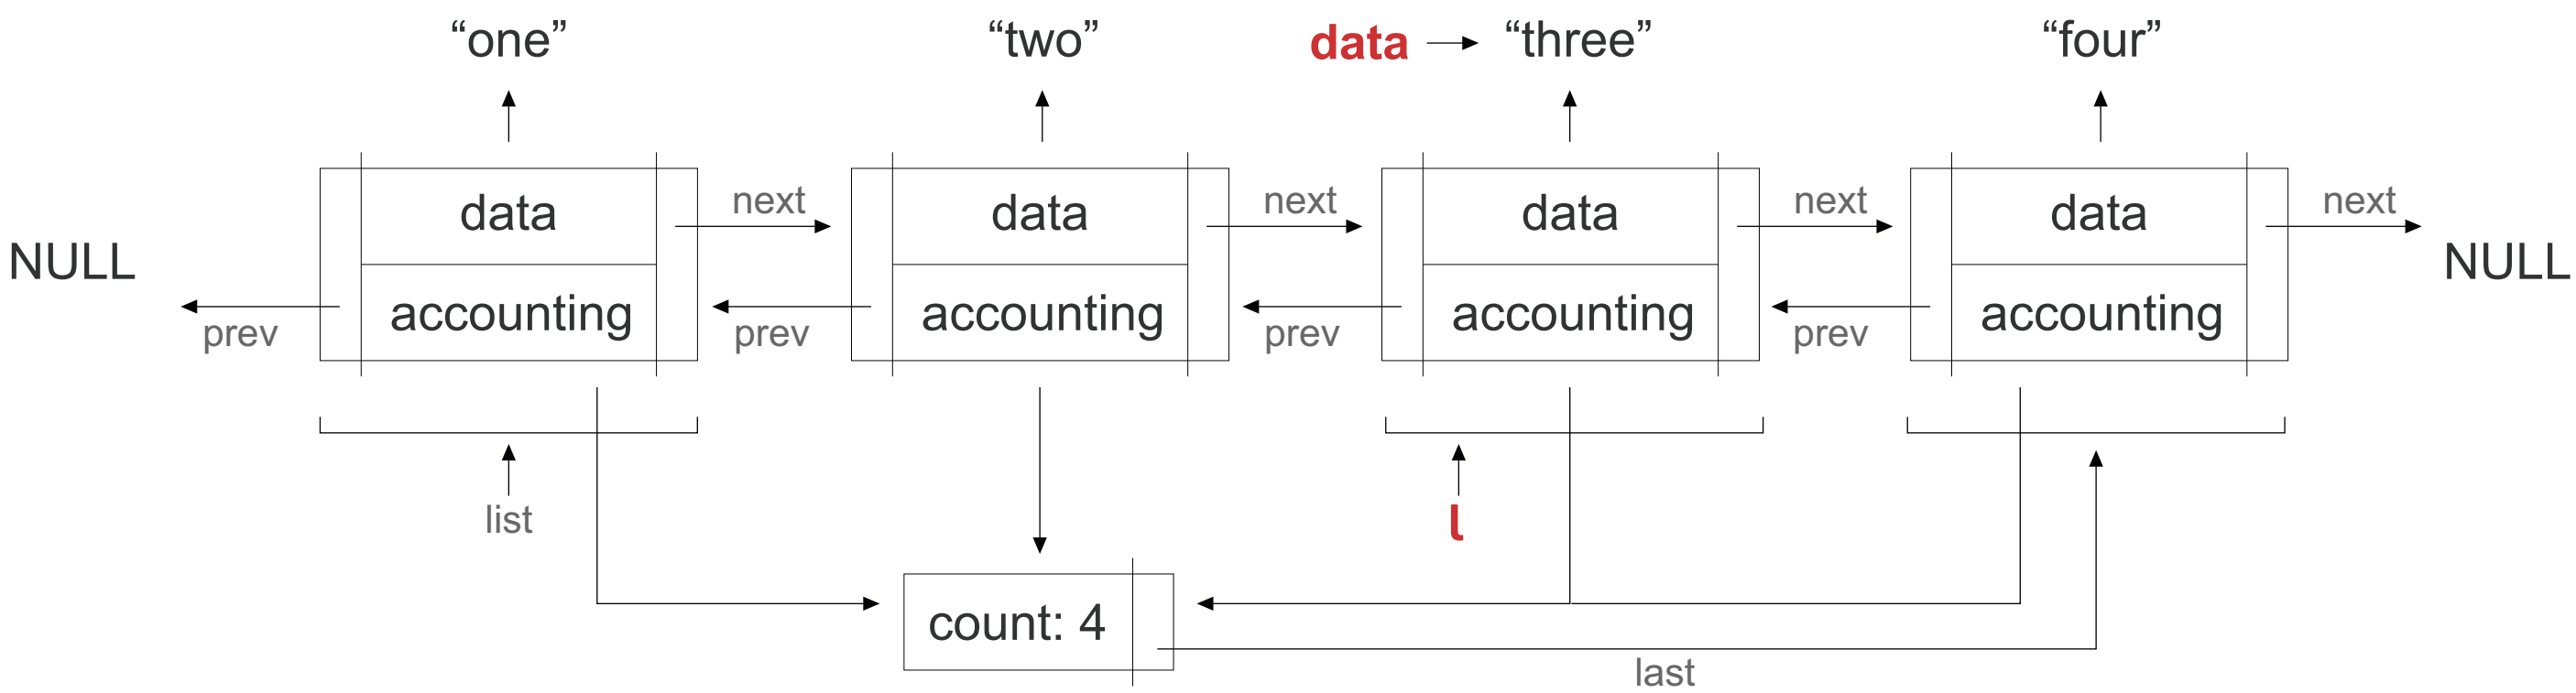 “one”
“two”
data
“three”
“four”
data
next
data
next
data
next
data
next
NULL
NULL
prev
accounting
prev
accounting
prev
accounting
prev
accounting
list
l
count: 4
last